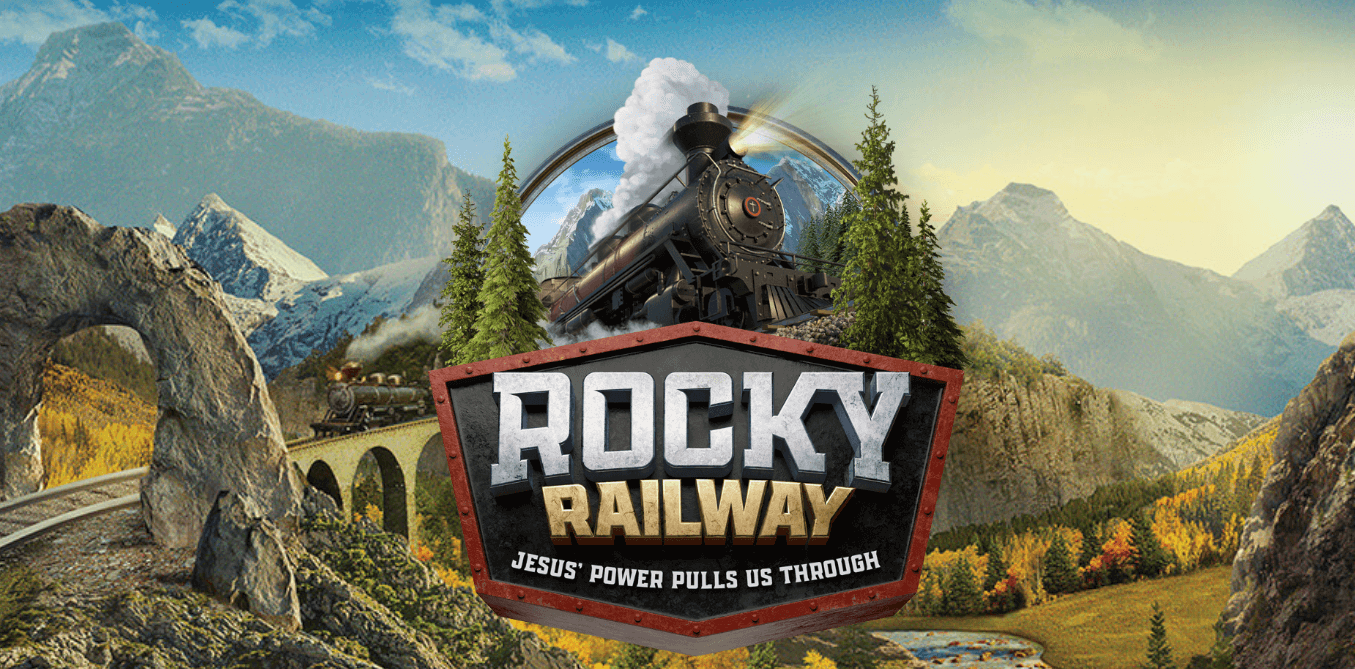 ROCKY
RAILWAY
JESUS' POWER PULLS US THROUGH